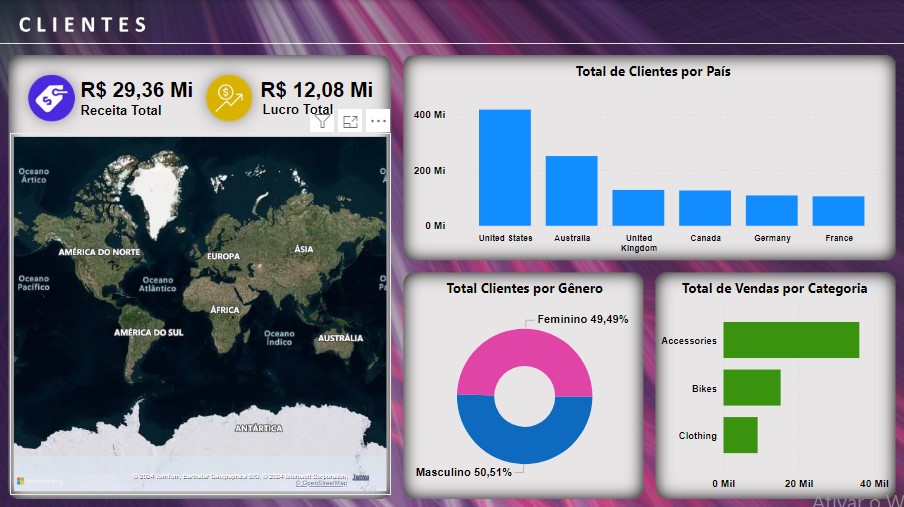 CLIENTES
R$ 29,36 Mi
Receita Total
R$ 12,08 Mi
Lucro Total
Oceano
Ártico
AMÉRICA DO NORTE
EUROPA
ÁSIA
Oceano
Pacífico
Oceano
Atlântico
ÁFRICA
AMÉRICA DO SUL
Oceano
Índico
AUSTRÁLIA
ANTÁRTICA
© 2024 TomTom, Earthstar Geographics SIO, © 2024 Microsoft Corporation, Terms
© OpenStreetMap
Total de Clientes por País
400 Mi
200 Mi
0 Mi
United States
Australia
United
Kingdom
Canada
Germany
France
Total Clientes por Gênero
Feminino 49,49%
Masculino 50,51%
Total de Vendas por Categoria
Accessories
Bikes
Clothing
0 Mil
20 Mil
40 Mil
Ativar o W